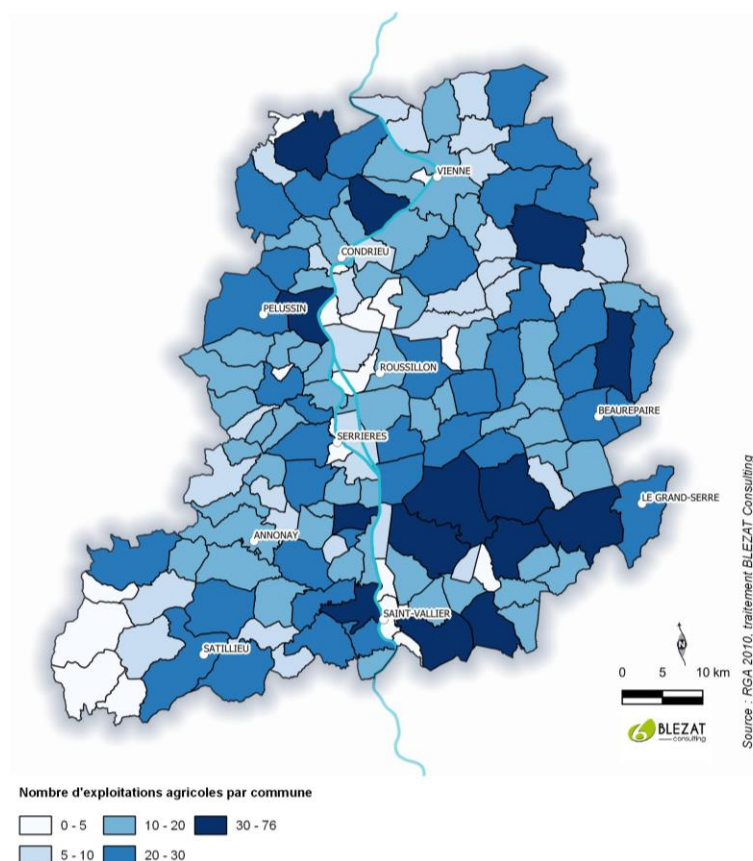 VIENNE
CONDRIEU
PELUSSIN
ROUSSILLON
BEAUREPAIRE
SERRIERES
LE GRAND-SERRE
ANNONAY
SAINT-VALLIER
SATILLIEU
N
0 5 10 km
BLEZAT
consulting
Source : RGA 2010, traitement BLEZAT Consulting
Nombre d'exploitations agricoles par commune
0 - 5 10 - 20 30 - 76
5 - 10 20 - 30